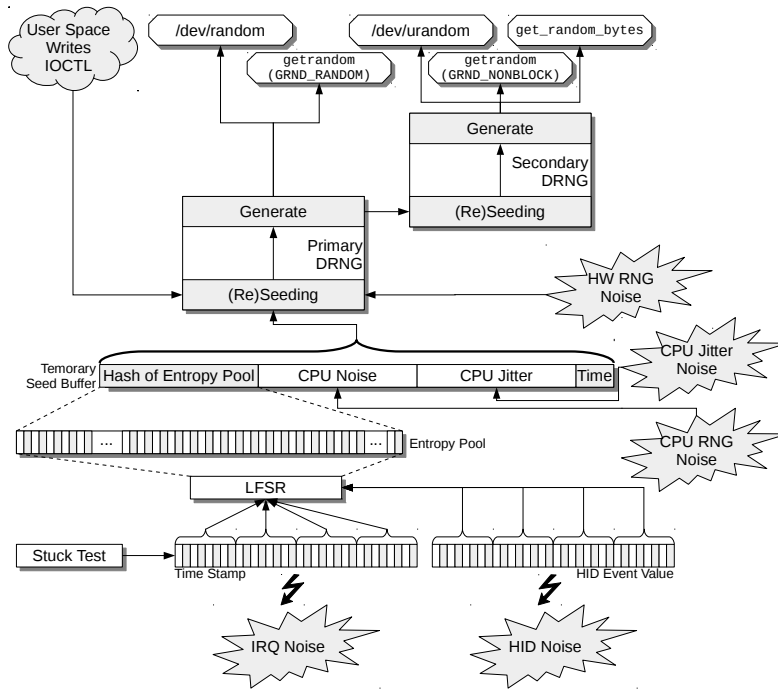 User Space
Writes
IOCTL
/dev/random
/dev/urandom
get_random_bytes
getrandom
(GRND_RANDOM)
getrandom
(GRND_NONBLOCK)
Generate
Secondary
DRNG
(Re)Seeding
Generate
Primary
DRNG
(Re)Seeding
HW RNG
Noise
Temorary
Seed Buffer
Hash of Entropy Pool
CPU Noise
CPU Jitter
Time
CPU Jitter
Noise
... ...
Entropy Pool
CPU RNG
Noise
LFSR
Stuck Test
Time Stamp
HID Event Value
IRQ Noise
HID Noise